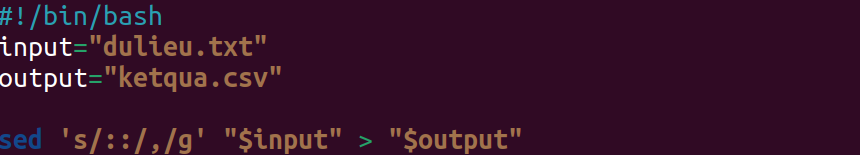 #!/bin/bash
input="dulieu.txt"
output="ketqua.csv"
sed 's/::/,/g' "$input" > "$output"